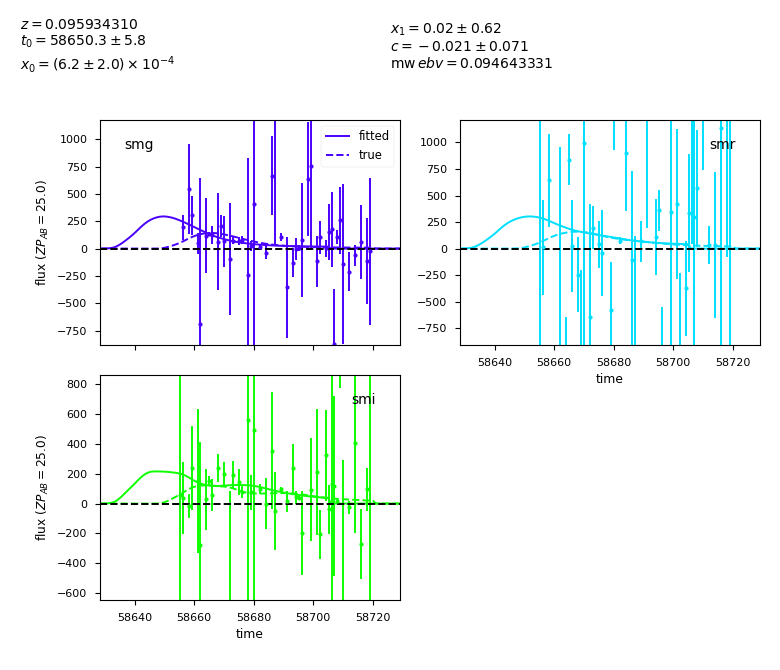 z = 0.095934310
t₀ = 58650.3 ± 5.8
x₀ = (6.2 ± 2.0) × 10⁻⁴
x₁ = 0.02 ± 0.62
c = −0.021 ± 0.071
mw ebv = 0.094643331
smg
fitted
true
1000
750
500
250
0
−250
−500
−750
flux (ZP_AB = 25.0)
smr
1000
750
500
250
0
−250
−500
−750
58640 58660 58680 58700 58720
time
smi
800
600
400
200
0
−200
−400
−600
flux (ZP_AB = 25.0)
58640 58660 58680 58700 58720
time